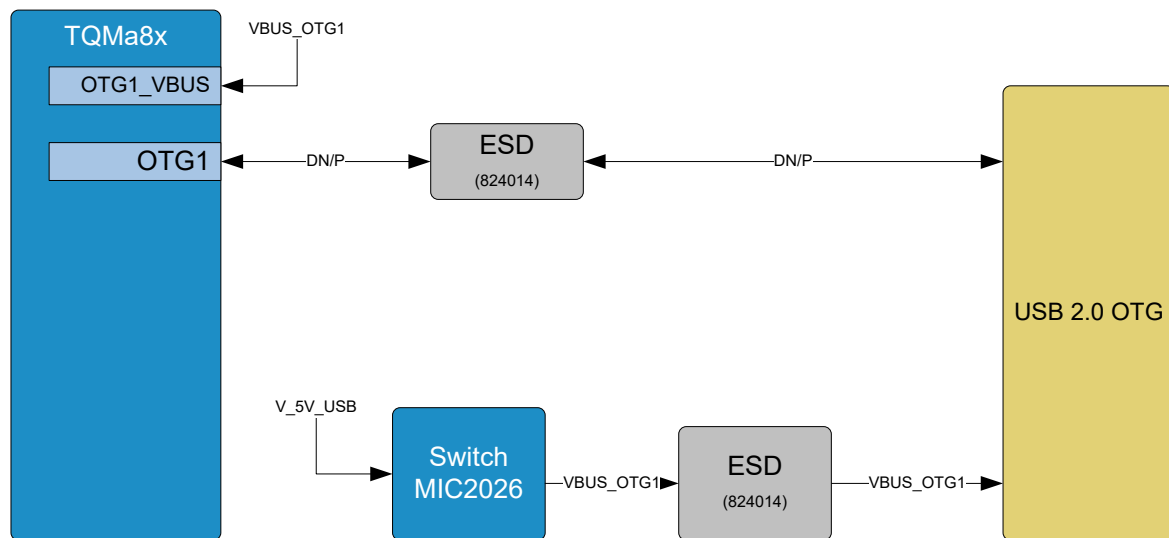 TQMa8x
VBUS_OTG1
OTG1_VBUS
OTG1
DN/P
ESD
(824014)
DN/P
USB 2.0 OTG
V_5V_USB
Switch
MIC2026
VBUS_OTG1
ESD
(824014)
VBUS_OTG1